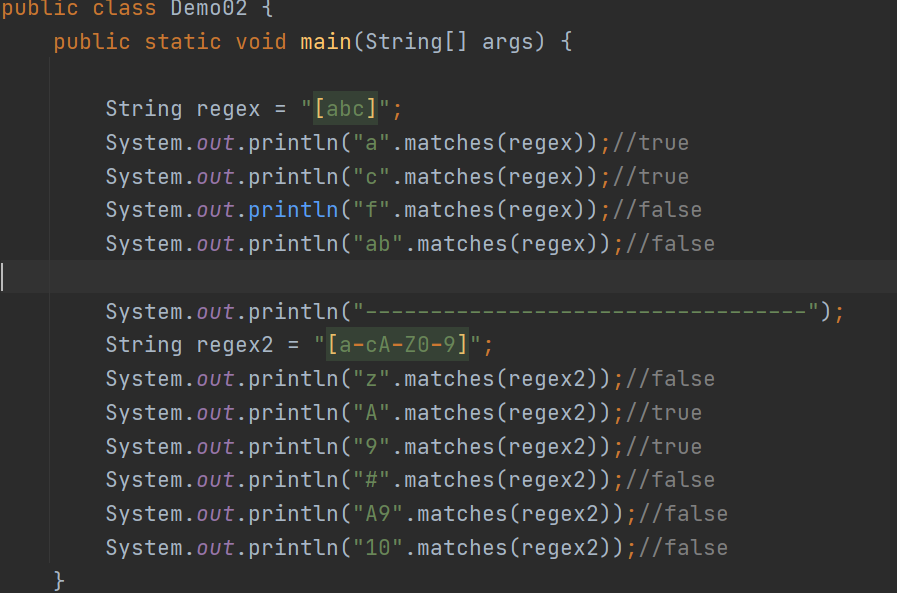 public class Demo02 {
public static void main(String[] args) {
String regex = "[abc]";
System.out.println("a".matches(regex));//true
System.out.println("c".matches(regex));//true
System.out.println("f".matches(regex));//false
System.out.println("ab".matches(regex));//false
System.out.println("----------------------------------");
String regex2 = "[a-cA-Z0-9]";
System.out.println("z".matches(regex2));//false
System.out.println("A".matches(regex2));//true
System.out.println("9".matches(regex2));//true
System.out.println("#".matches(regex2));//false
System.out.println("A9".matches(regex2));//false
System.out.println("10".matches(regex2));//false
}